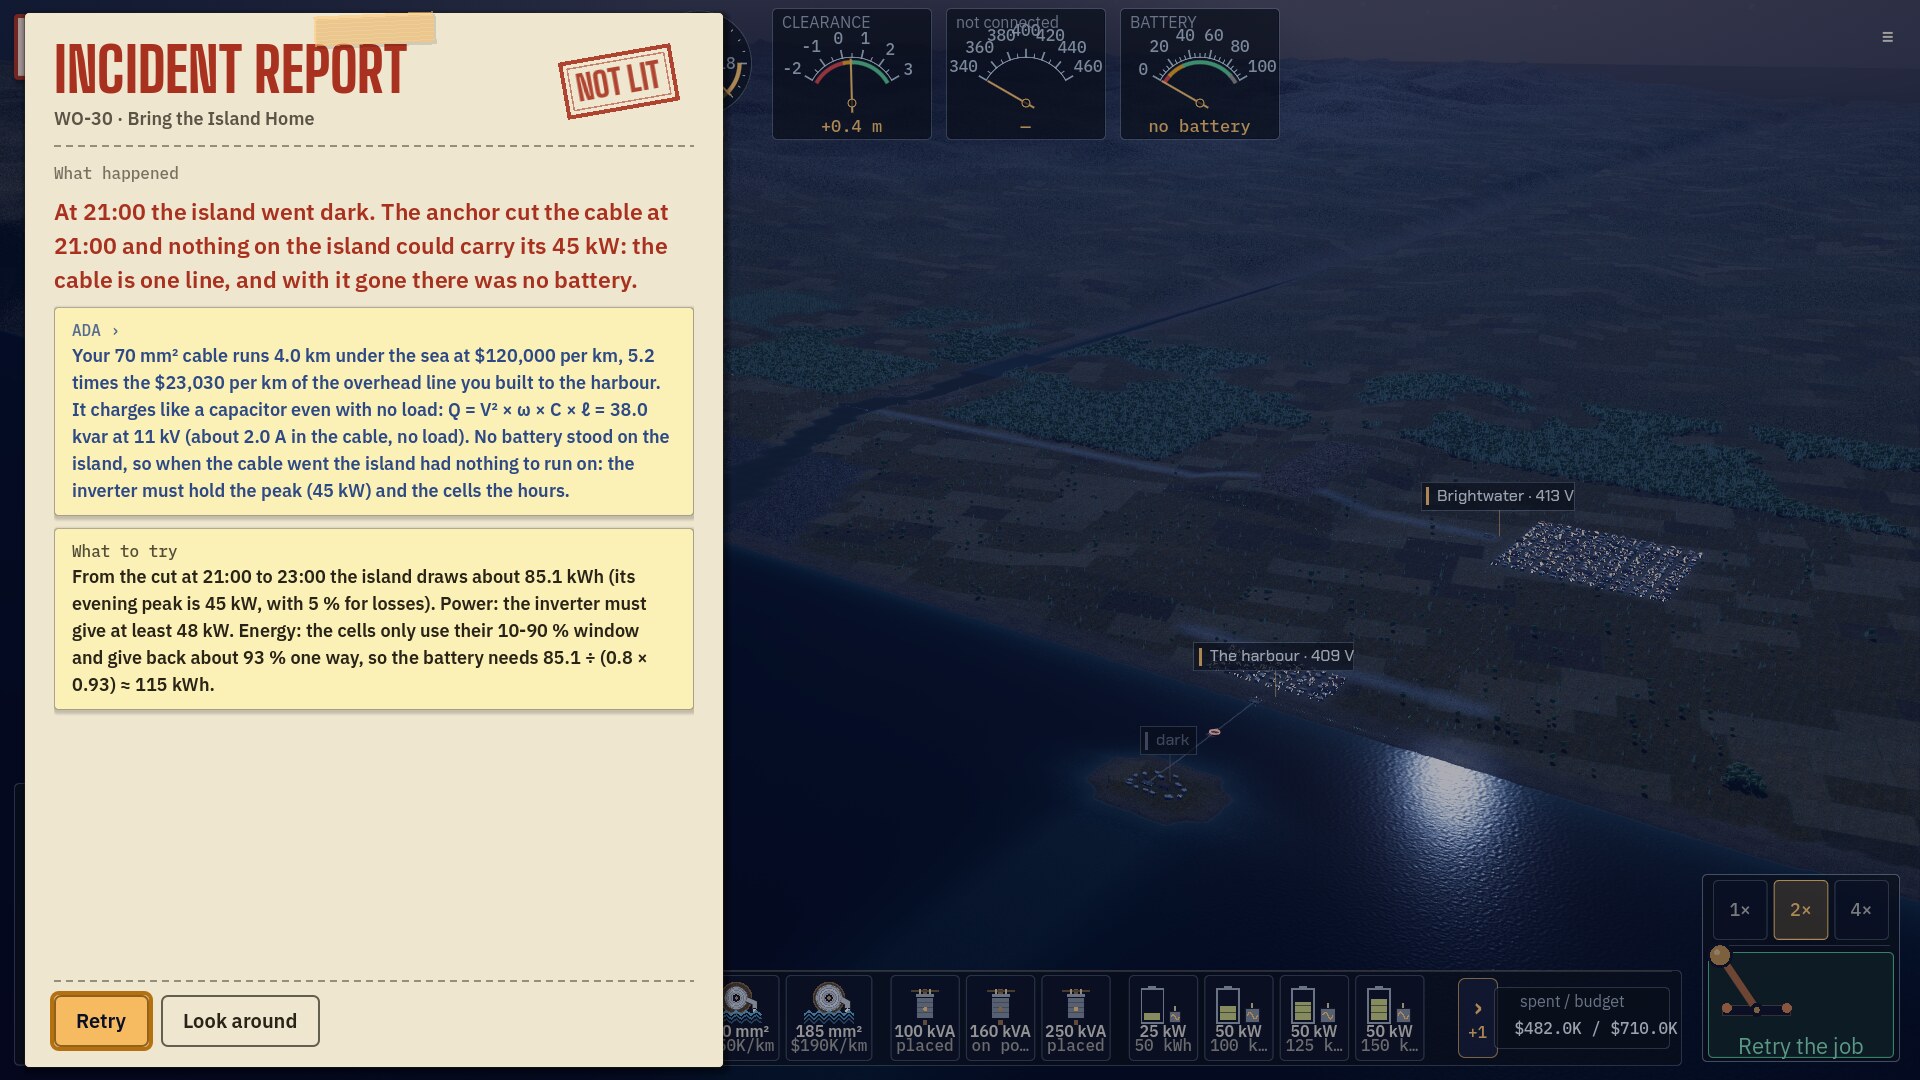 INCIDENT REPORT
NOT LIT
WO-30 · Bring the Island Home
What happened
At 21:00 the island went dark. The anchor cut the cable at
21:00 and nothing on the island could carry its 45 kW: the
cable is one line, and with it gone there was no battery.
ADA ›
Your 70 mm² cable runs 4.0 km under the sea at $120,000 per km, 5.2
times the $23,030 per km of the overhead line you built to the harbour.
It charges like a capacitor even with no load: Q = V² × ω × C × ℓ = 38.0
kvar at 11 kV (about 2.0 A in the cable, no load). No battery stood on the
island, so when the cable went the island had nothing to run on: the
inverter must hold the peak (45 kW) and the cells the hours.
What to try
From the cut at 21:00 to 23:00 the island draws about 85.1 kWh (its
evening peak is 45 kW, with 5 % for losses). Power: the inverter must
give at least 48 kW. Energy: the cells only use their 10-90 % window
and give back about 93 % one way, so the battery needs 85.1 ÷ (0.8 ×
0.93) ≈ 115 kWh.
Retry
Look around
CLEARANCE
-2 -1 0 1 2 3
+0.4 m
not connected
340 360 380 400 420 440 460
–
BATTERY
0 20 40 60 80 100
no battery
≡
Brightwater · 413 V
The harbour · 409 V
dark
0 mm²
0K/km
185 mm²
$190K/km
100 kVA
placed
160 kVA
on po…
250 kVA
placed
25 kW
50 kWh
50 kW
100 k…
50 kW
125 k…
50 kW
150 k…
›
+1
spent / budget
$482.0K / $710.0K
1× 2× 4×
Retry the job